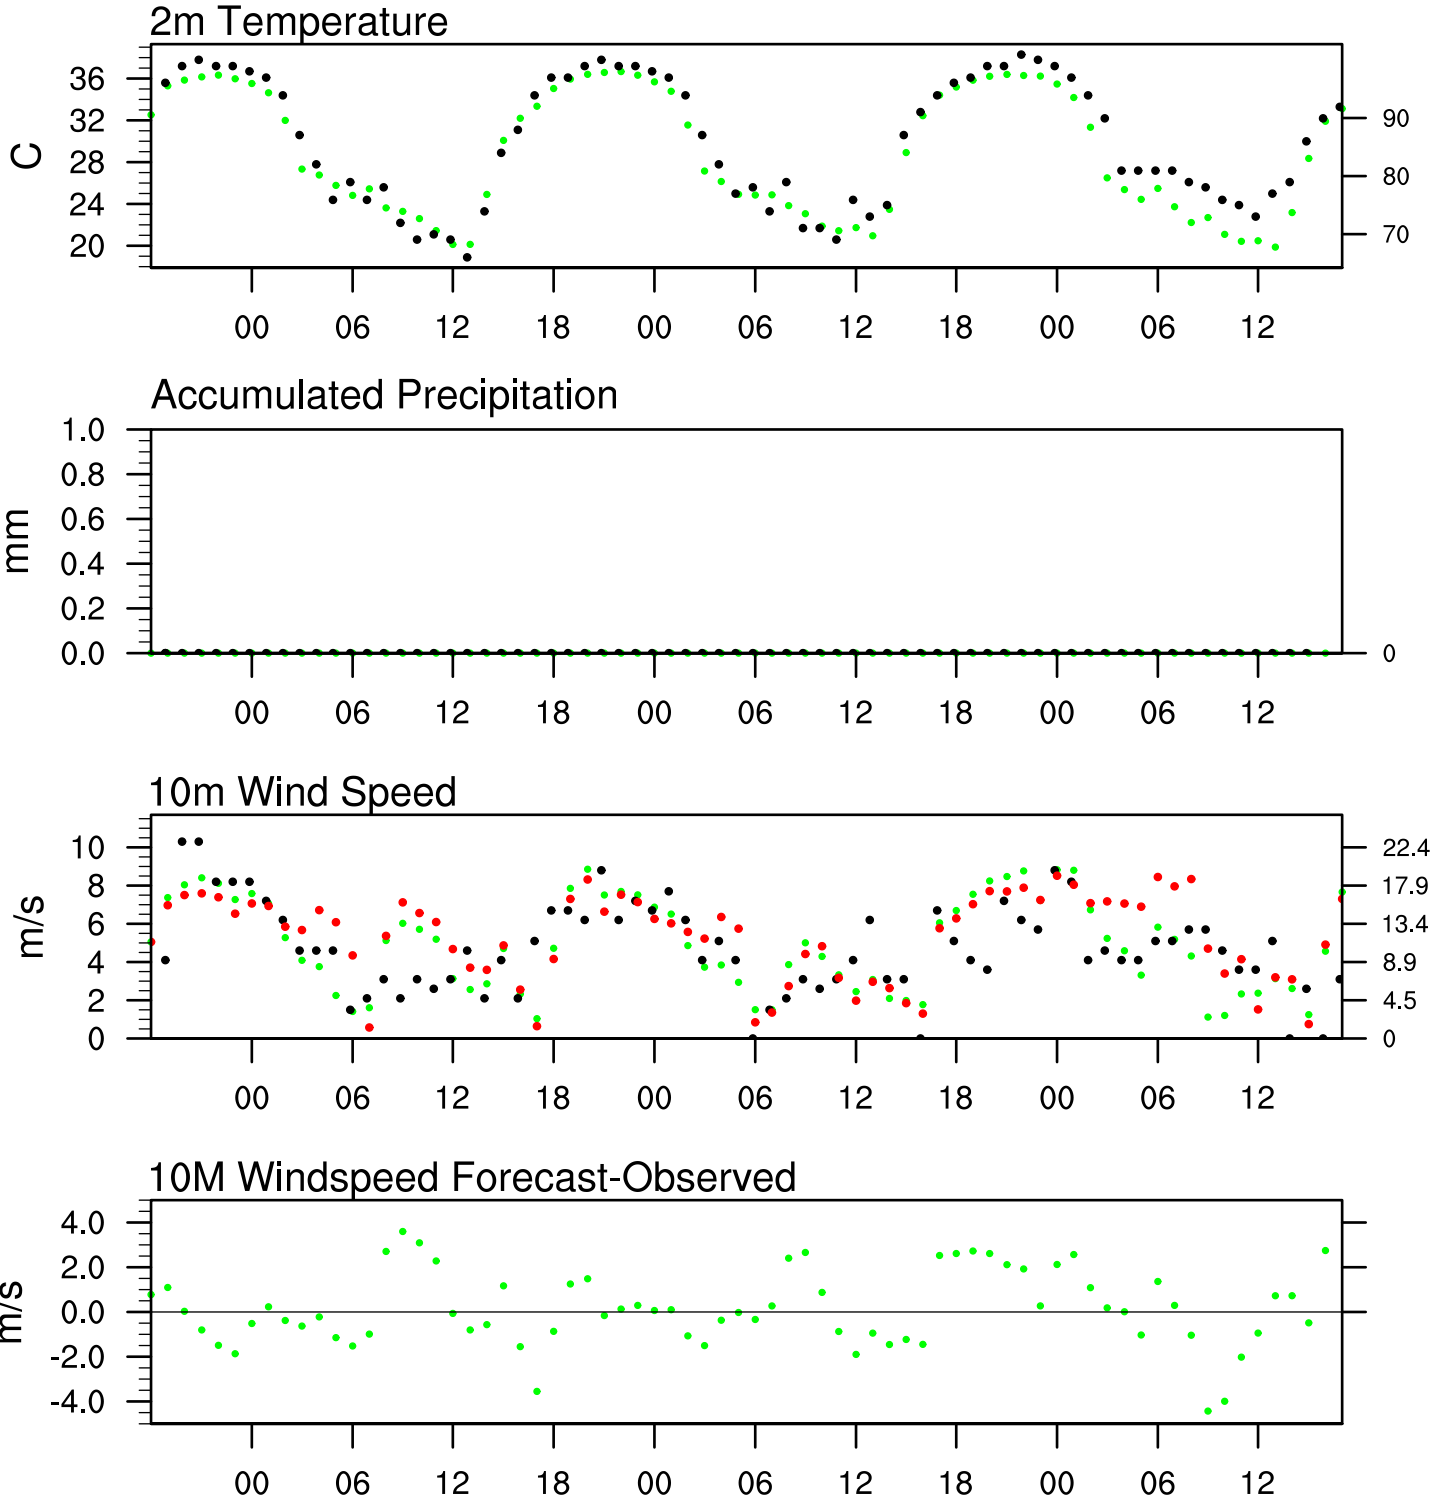 2m Temperature
C
36
32
28
24
20
90
80
70
00 06 12 18 00 06 12 18 00 06 12
Accumulated Precipitation
mm
1.0
0.8
0.6
0.4
0.2
0.0
0
00 06 12 18 00 06 12 18 00 06 12
10m Wind Speed
m/s
10
8
6
4
2
0
22.4
17.9
13.4
8.9
4.5
0
00 06 12 18 00 06 12 18 00 06 12
10M Windspeed Forecast-Observed
m/s
4.0
2.0
0.0
-2.0
-4.0
00 06 12 18 00 06 12 18 00 06 12